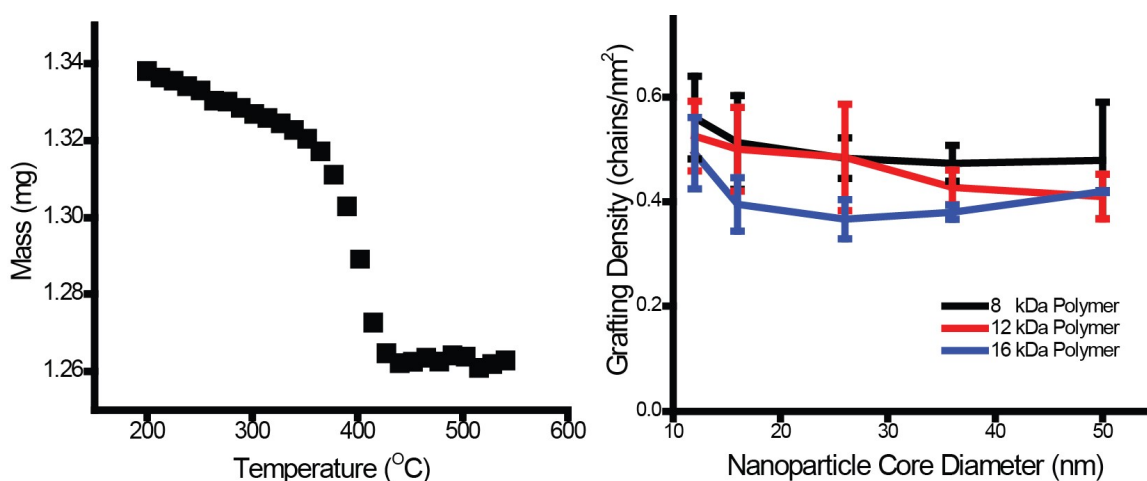 Mass (mg)
1.34
1.32
1.30
1.28
1.26
200
300
400
500
600
Temperature (°C)
Grafting Density (chains/nm²)
0.6
0.4
0.2
0.0
8 kDa Polymer
12 kDa Polymer
16 kDa Polymer
10
20
30
40
50
Nanoparticle Core Diameter (nm)